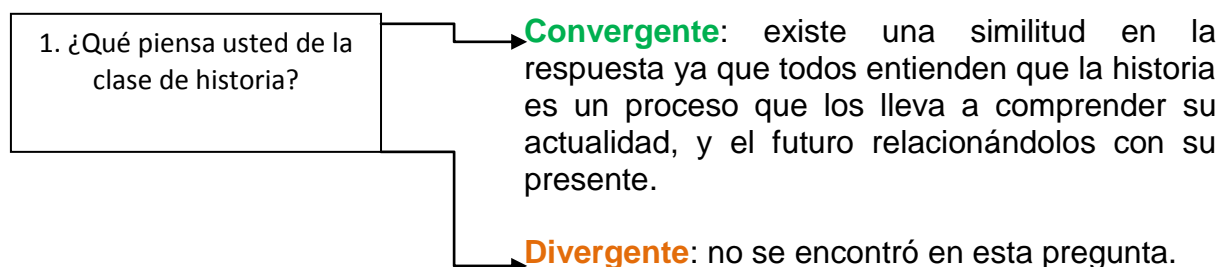 1. ¿Qué piensa usted de la
clase de historia?
Convergente: existe una similitud en la
respuesta ya que todos entienden que la historia
es un proceso que los lleva a comprender su
actualidad, y el futuro relacionándolos con su
presente.
Divergente: no se encontró en esta pregunta.